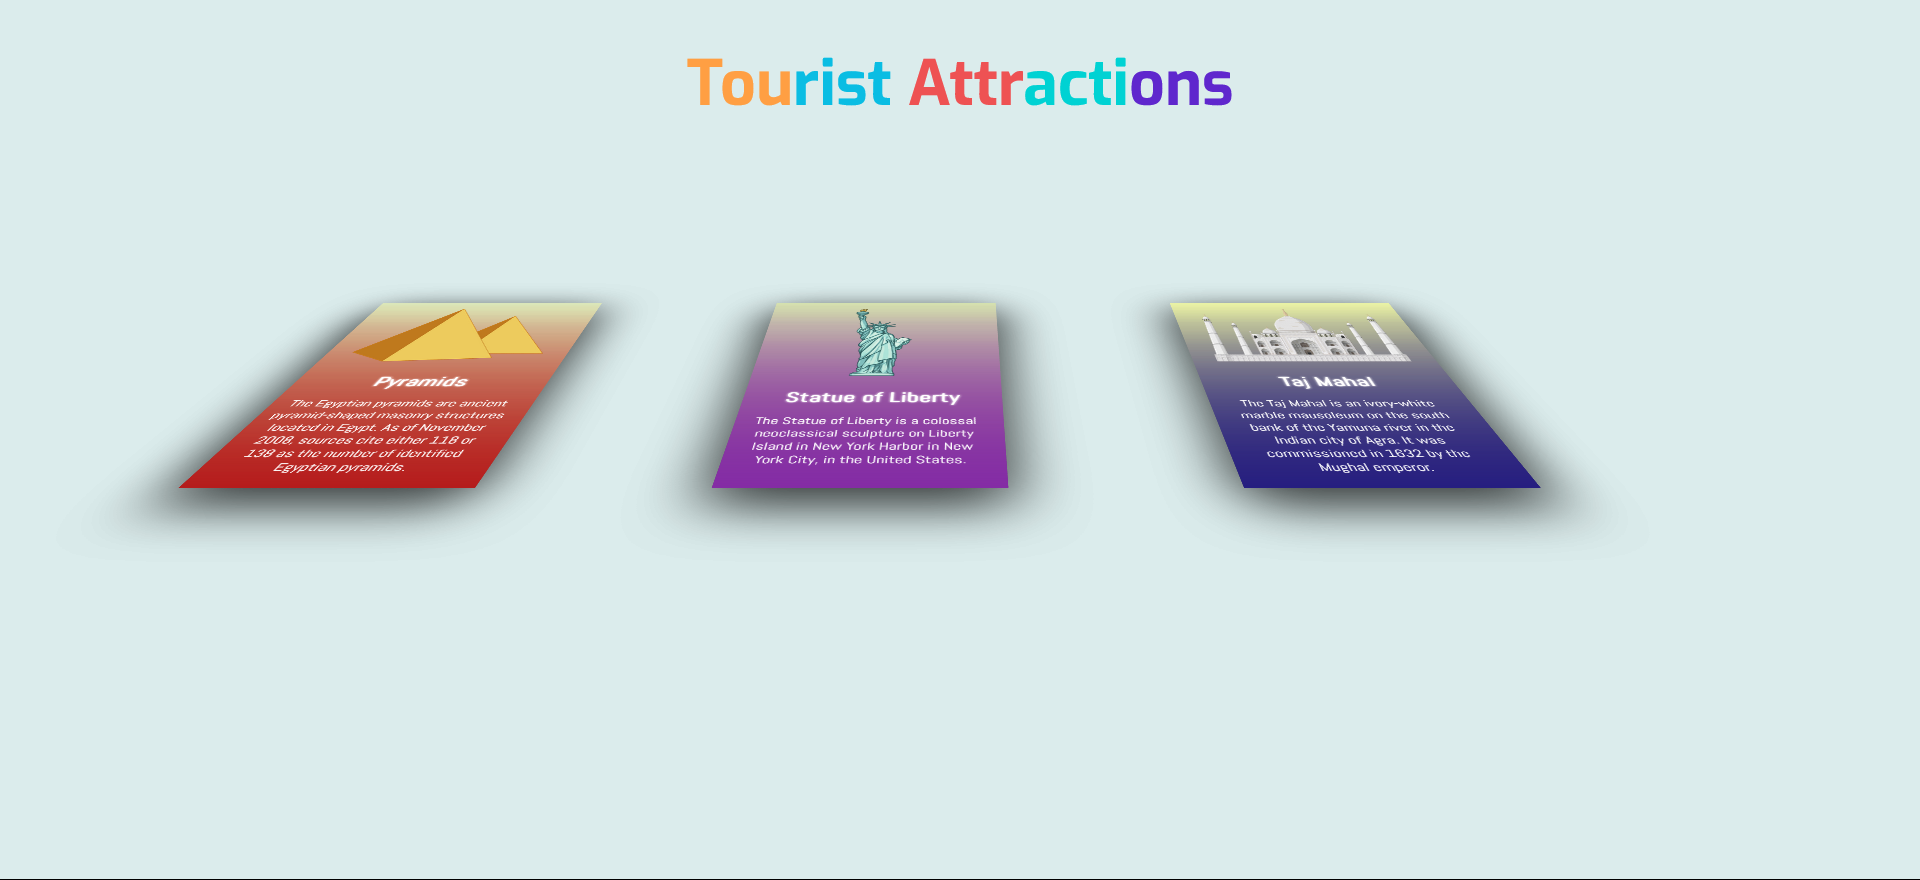 Tourist Attractions
Pyramids
The Egyptian pyramids are ancient
pyramid-shaped masonry structures
located in Egypt. As of November
2008, sources cite either 118 or
138 as the number of identified
Egyptian pyramids.
Statue of Liberty
The Statue of Liberty is a colossal
neoclassical sculpture on Liberty
Island in New York Harbor in New
York City, in the United States.
Taj Mahal
The Taj Mahal is an ivory-white
marble mausoleum on the south
bank of the Yamuna river in the
Indian city of Agra. It was
commissioned in 1632 by the
Mughal emperor.